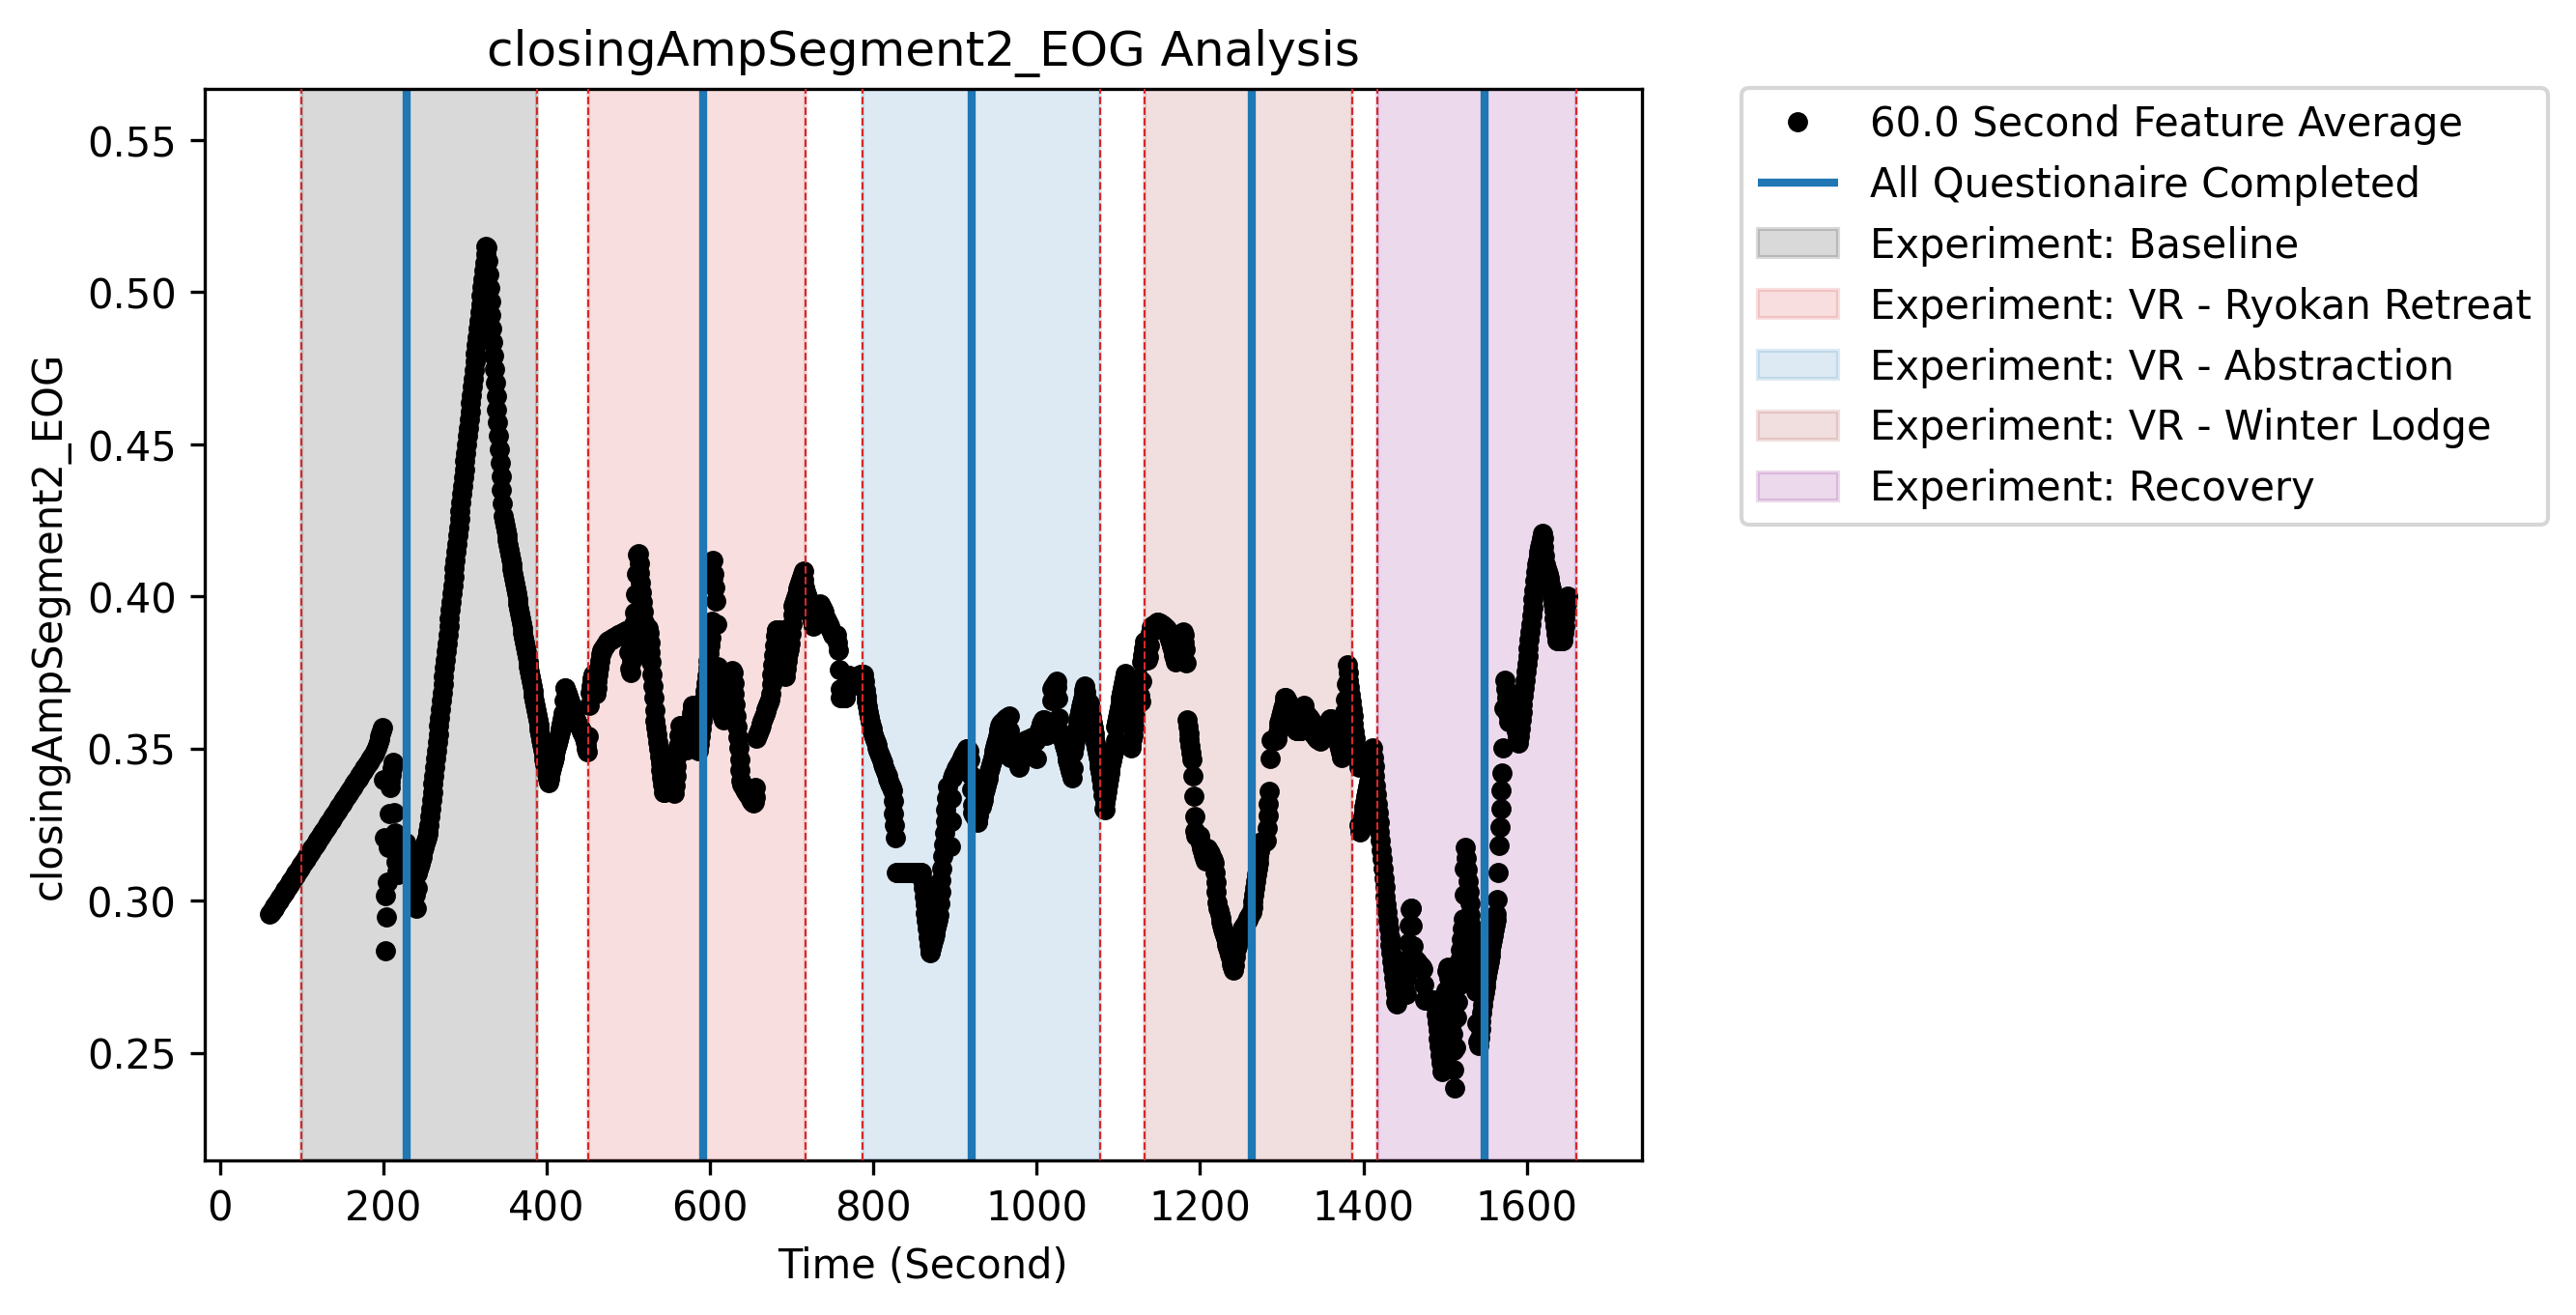 closingAmpSegment2_EOG Analysis
closingAmpSegment2_EOG
0.55
0.50
0.45
0.40
0.35
0.30
0.25
0 200 400 600 800 1000 1200 1400 1600
Time (Second)
60.0 Second Feature Average
All Questionaire Completed
Experiment: Baseline
Experiment: VR - Ryokan Retreat
Experiment: VR - Abstraction
Experiment: VR - Winter Lodge
Experiment: Recovery